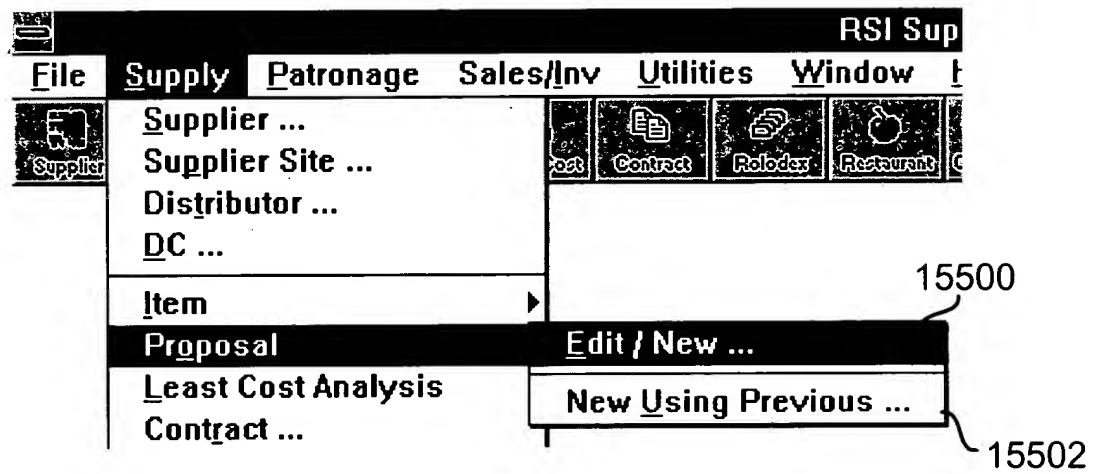 RSI Sup
File Supply Patronage Sales/Inv Utilities Window
Supplier ...
Supplier Contract Rolodex Restaurant
Supplier Site ...
Distributor ...
DC ...
15500
Item
Proposal Edit / New ...
Least Cost Analysis
New Using Previous ...
Contract ...
15502